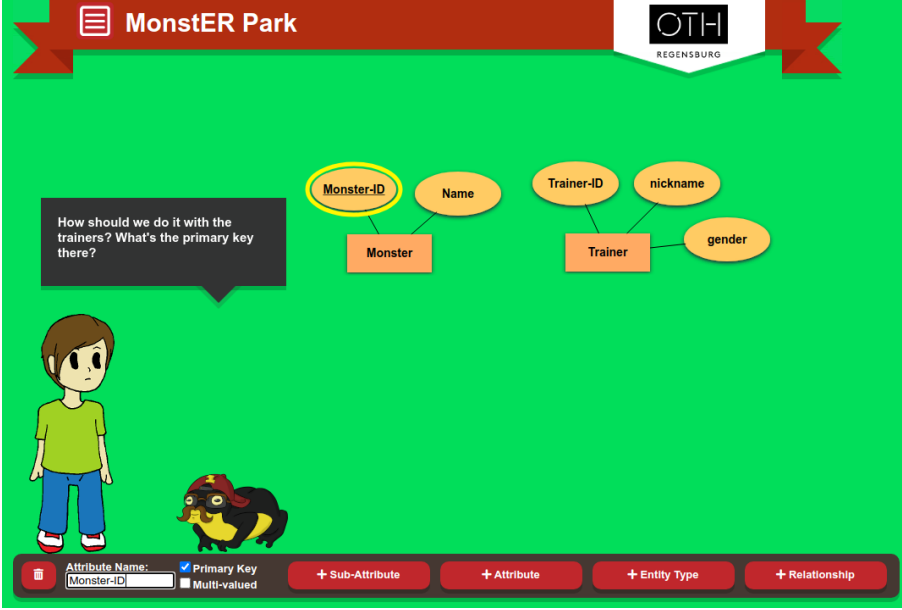 MonstER Park
OTH
REGENSBURG
Monster-ID
Name
Trainer-ID
nickname
Monster
Trainer
gender
How should we do it with the
trainers? What's the primary key
there?
Attribute Name:
Monster-ID
Primary Key
Multi-valued
+ Sub-Attribute
+ Attribute
+ Entity Type
+ Relationship